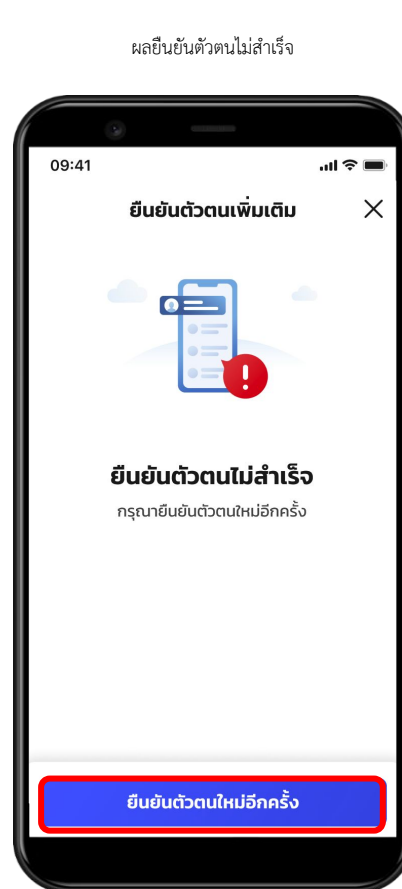 ผลยืนยันตัวตนไม่สำเร็จ
09:41
ยืนยันตัวตนเพิ่มเติม
ยืนยันตัวตนไม่สำเร็จ
กรุณายืนยันตัวตนใหม่อีกครั้ง
ยืนยันตัวตนใหม่อีกครั้ง